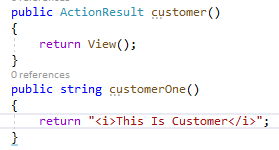 public ActionResult customer()
{
return View();
}
0 references
public string customerOne()
{
return "<i>This Is Customer</i>";
}